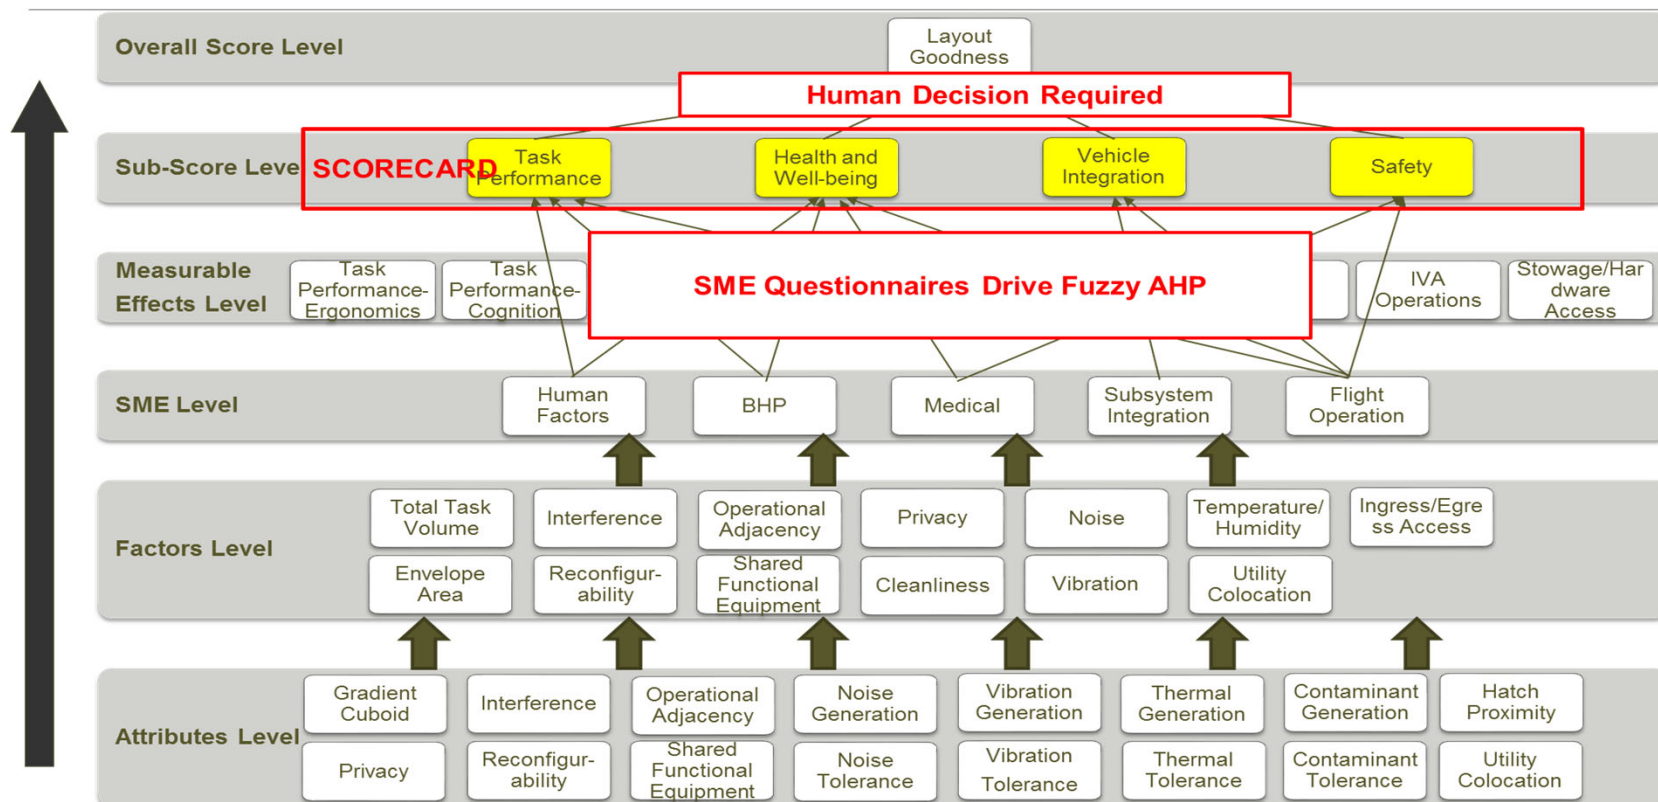 Overall Score Level
Layout
Goodness
Human Decision Required
Sub-Score Level
SCORECARD
Task
Performance
Health and
Well-being
Vehicle
Integration
Safety
Measurable
Effects Level
Task
Performance-
Ergonomics
Task
Performance-
Cognition
SME Questionnaires Drive Fuzzy AHP
IVA
Operations
Stowage/Har
dware
Access
SME Level
Human
Factors
BHP
Medical
Subsystem
Integration
Flight
Operation
Factors Level
Total Task
Volume
Interference
Operational
Adjacency
Privacy
Noise
Temperature/
Humidity
Ingress/Egre
ss Access
Envelope
Area
Reconfigur-
ability
Shared
Functional
Equipment
Cleanliness
Vibration
Utility
Colocation
Attributes Level
Gradient
Cuboid
Interference
Operational
Adjacency
Noise
Generation
Vibration
Generation
Thermal
Generation
Contaminant
Generation
Hatch
Proximity
Privacy
Reconfigur-
ability
Shared
Functional
Equipment
Noise
Tolerance
Vibration
Tolerance
Thermal
Tolerance
Contaminant
Tolerance
Utility
Colocation